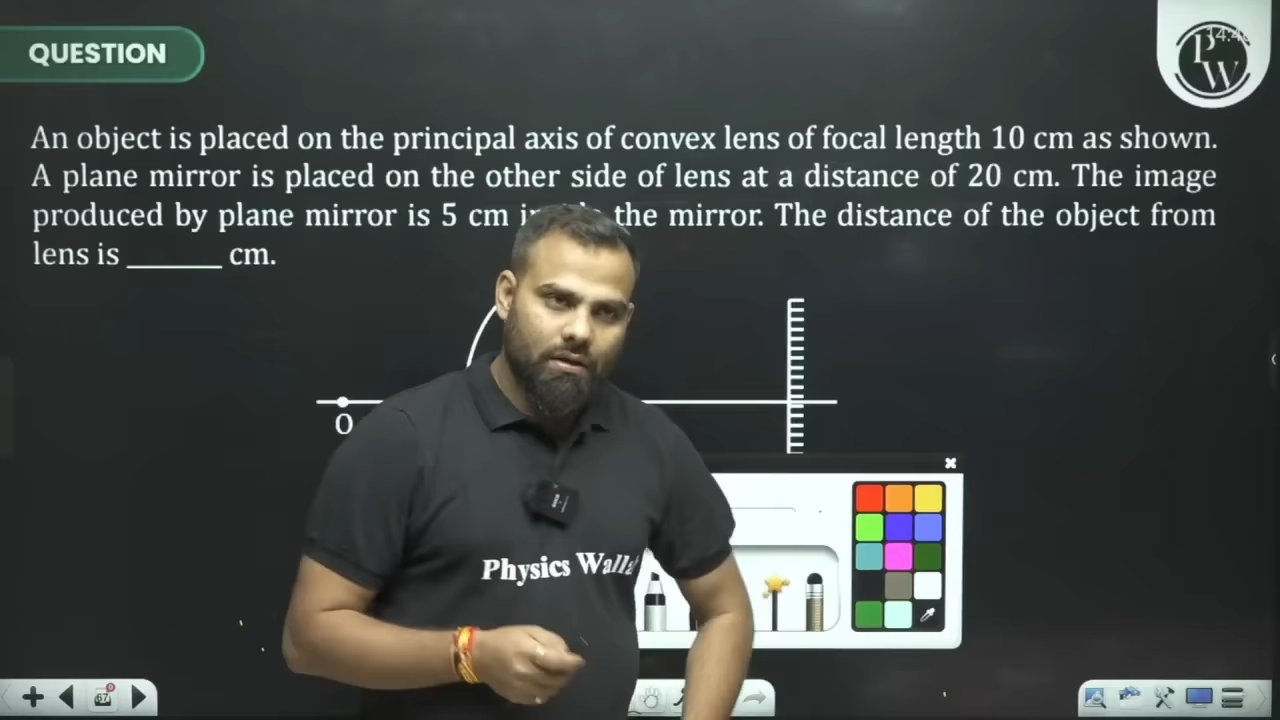 QUESTION
PW
An object is placed on the principal axis of convex lens of focal length 10 cm as shown.
A plane mirror is placed on the other side of lens at a distance of 20 cm. The image
produced by plane mirror is 5 cm the mirror. The distance of the object from
lens is _______ cm.
O
Physics
67